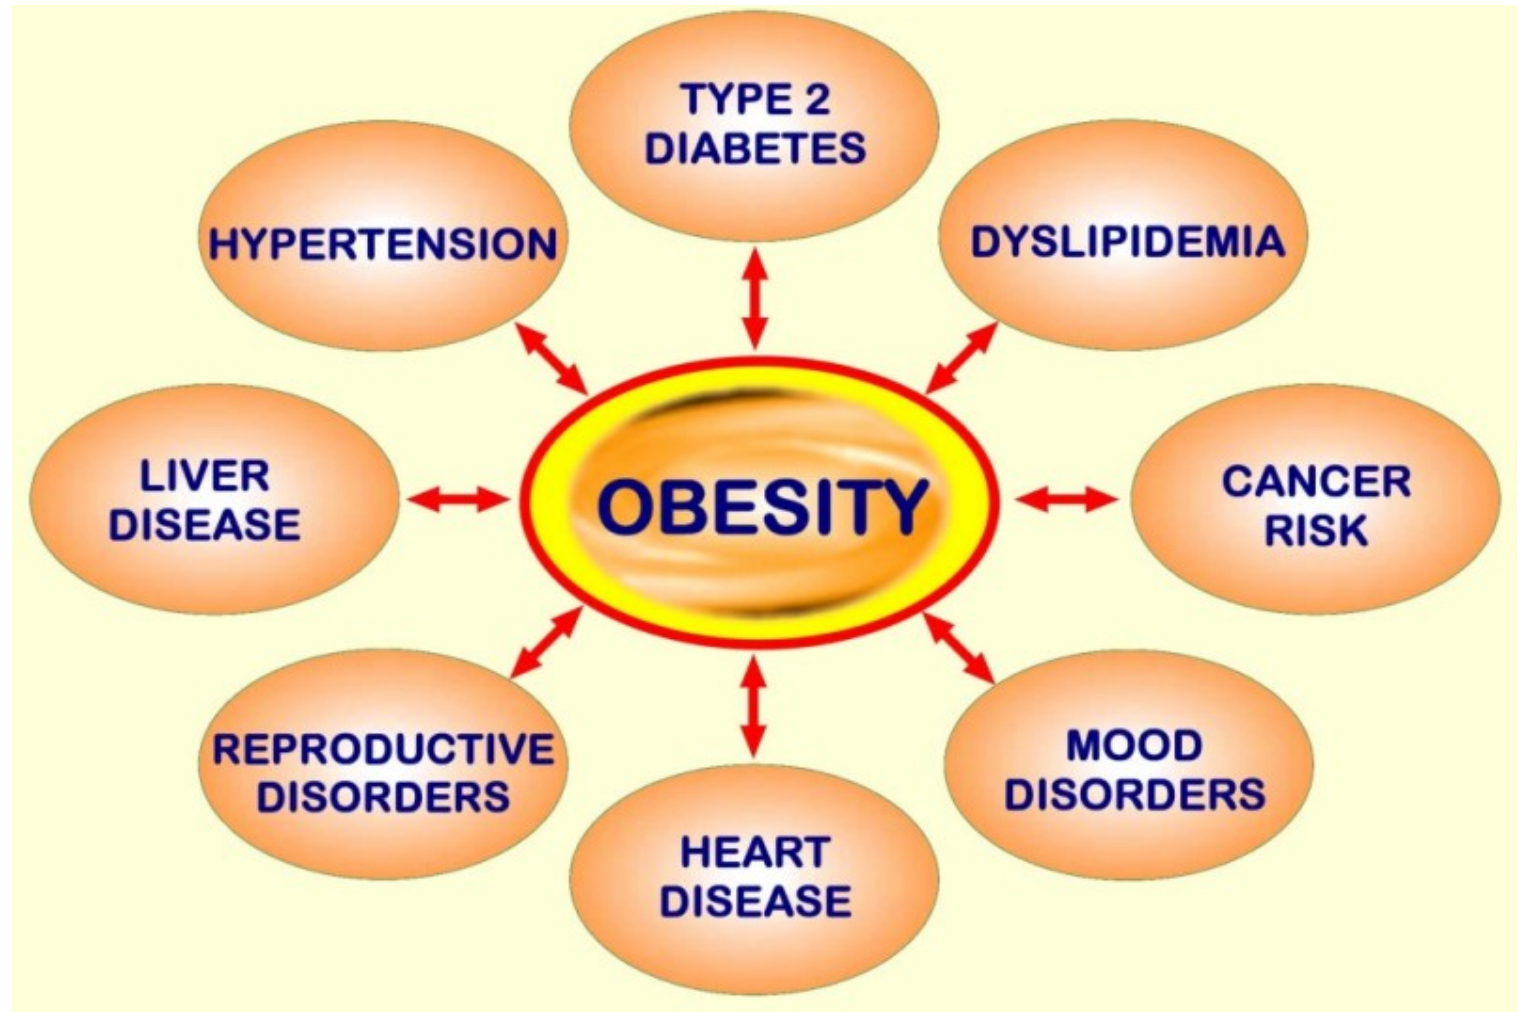 TYPE 2
DIABETES
HYPERTENSION
DYSLIPIDEMIA
LIVER
DISEASE
OBESITY
CANCER
RISK
REPRODUCTIVE
DISORDERS
MOOD
DISORDERS
HEART
DISEASE